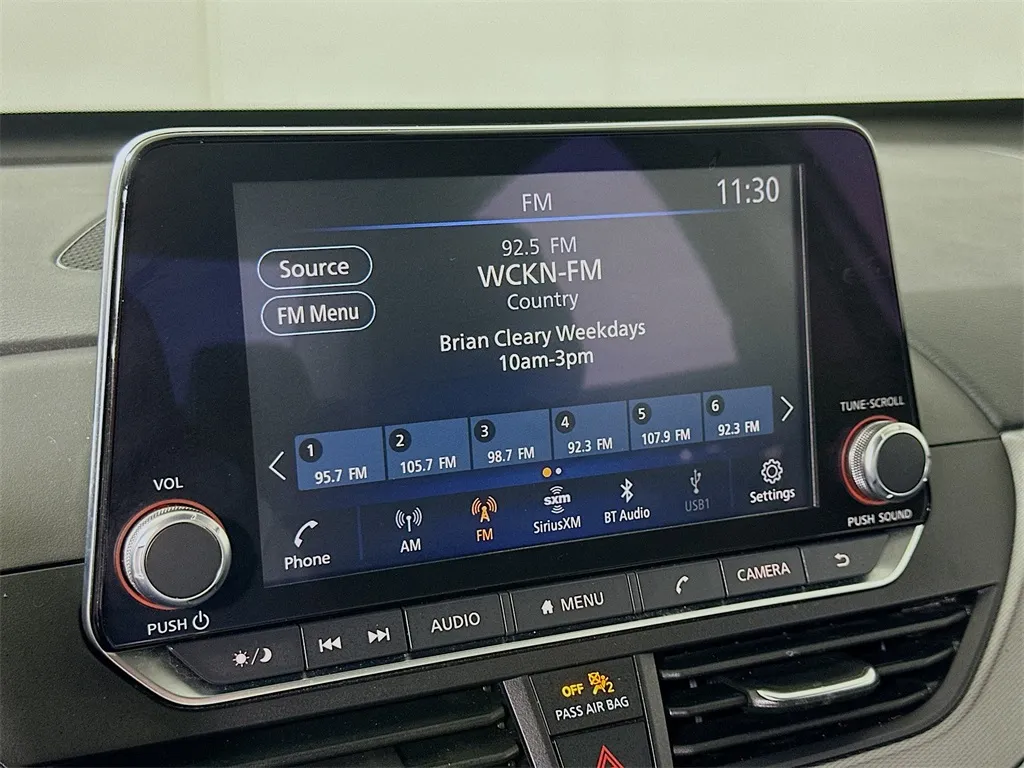 FM
11:30
92.5 FM
Source
WCKN-FM
Country
FM Menu
Brian Cleary Weekdays
10am-3pm
1
95.7 FM
2
105.7 FM
3
98.7 FM
4
92.3 FM
5
107.9 FM
6
92.3 FM
TUNE·SCROLL
VOL
Phone
AM
FM
sxm
SiriusXM
BT Audio
USB1
Settings
PUSH SOUND
PUSH
AUDIO
MENU
CAMERA
OFF
2
PASS AIR BAG